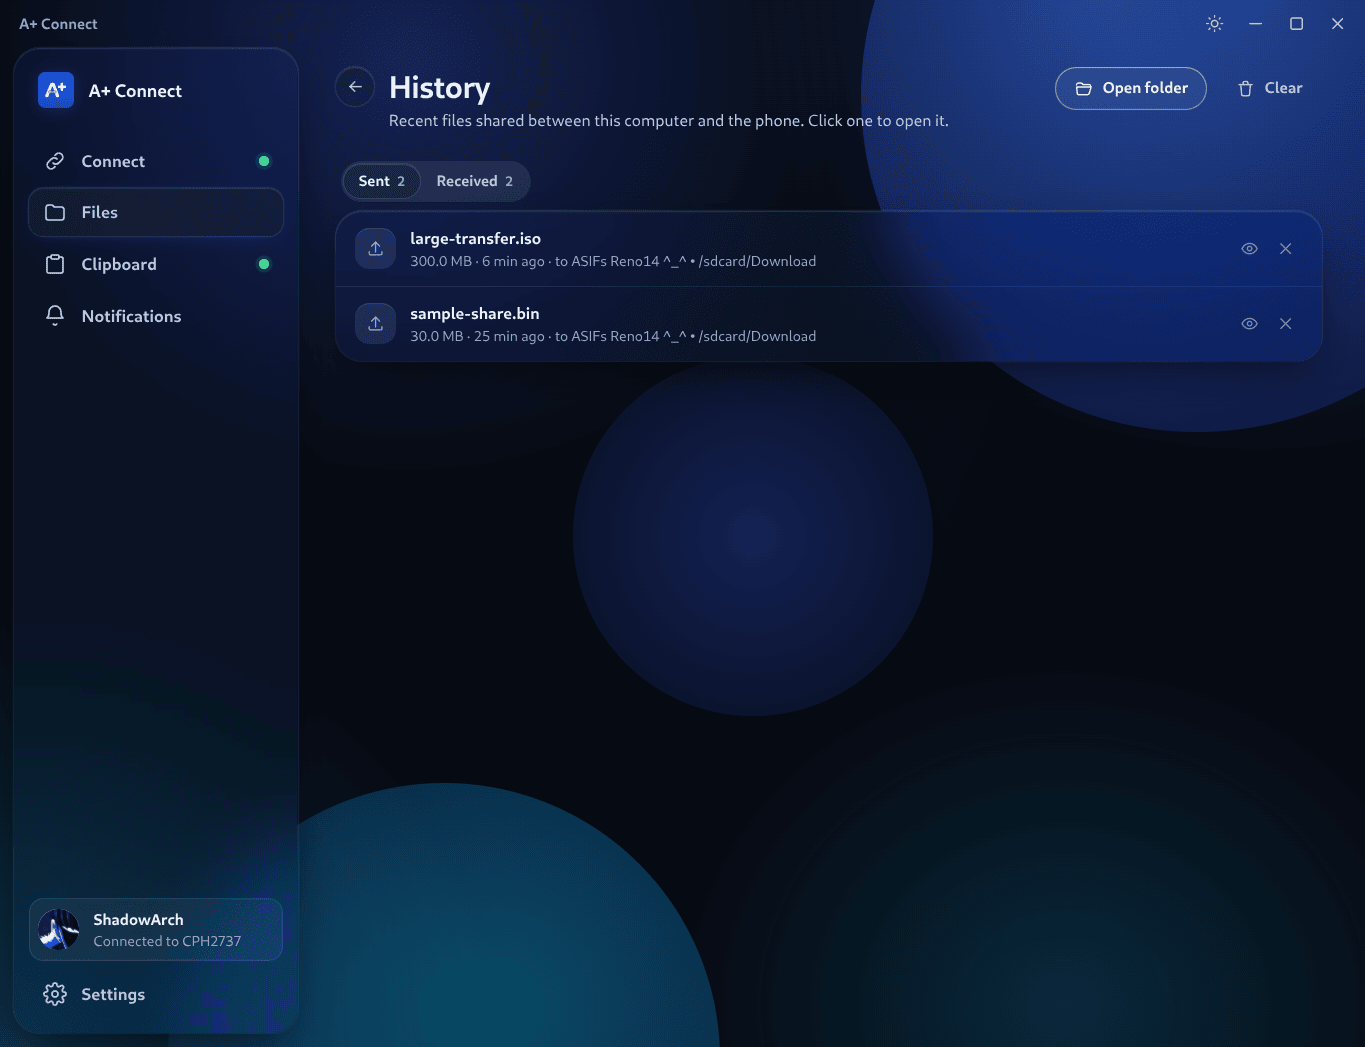 A+ Connect
A+ A+ Connect
Connect
Files
Clipboard
Notifications
ShadowArch
Connected to CPH2737
Settings
History
Recent files shared between this computer and the phone. Click one to open it.
Open folder
Clear
Sent 2
Received 2
large-transfer.iso
300.0 MB · 6 min ago · to ASIFs Reno14 ^_^ • /sdcard/Download
sample-share.bin
30.0 MB · 25 min ago · to ASIFs Reno14 ^_^ • /sdcard/Download